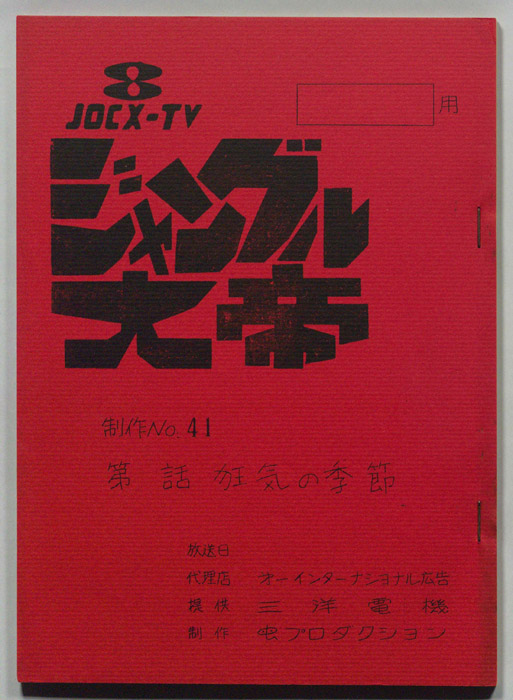 8
JOCX-TV
用
ジャングル
大帝
制作No. 41
第 話 狂気の季節
放送日
代理店 オーインターナショナル広告
提供 三洋電機
制作 虫プロダクション